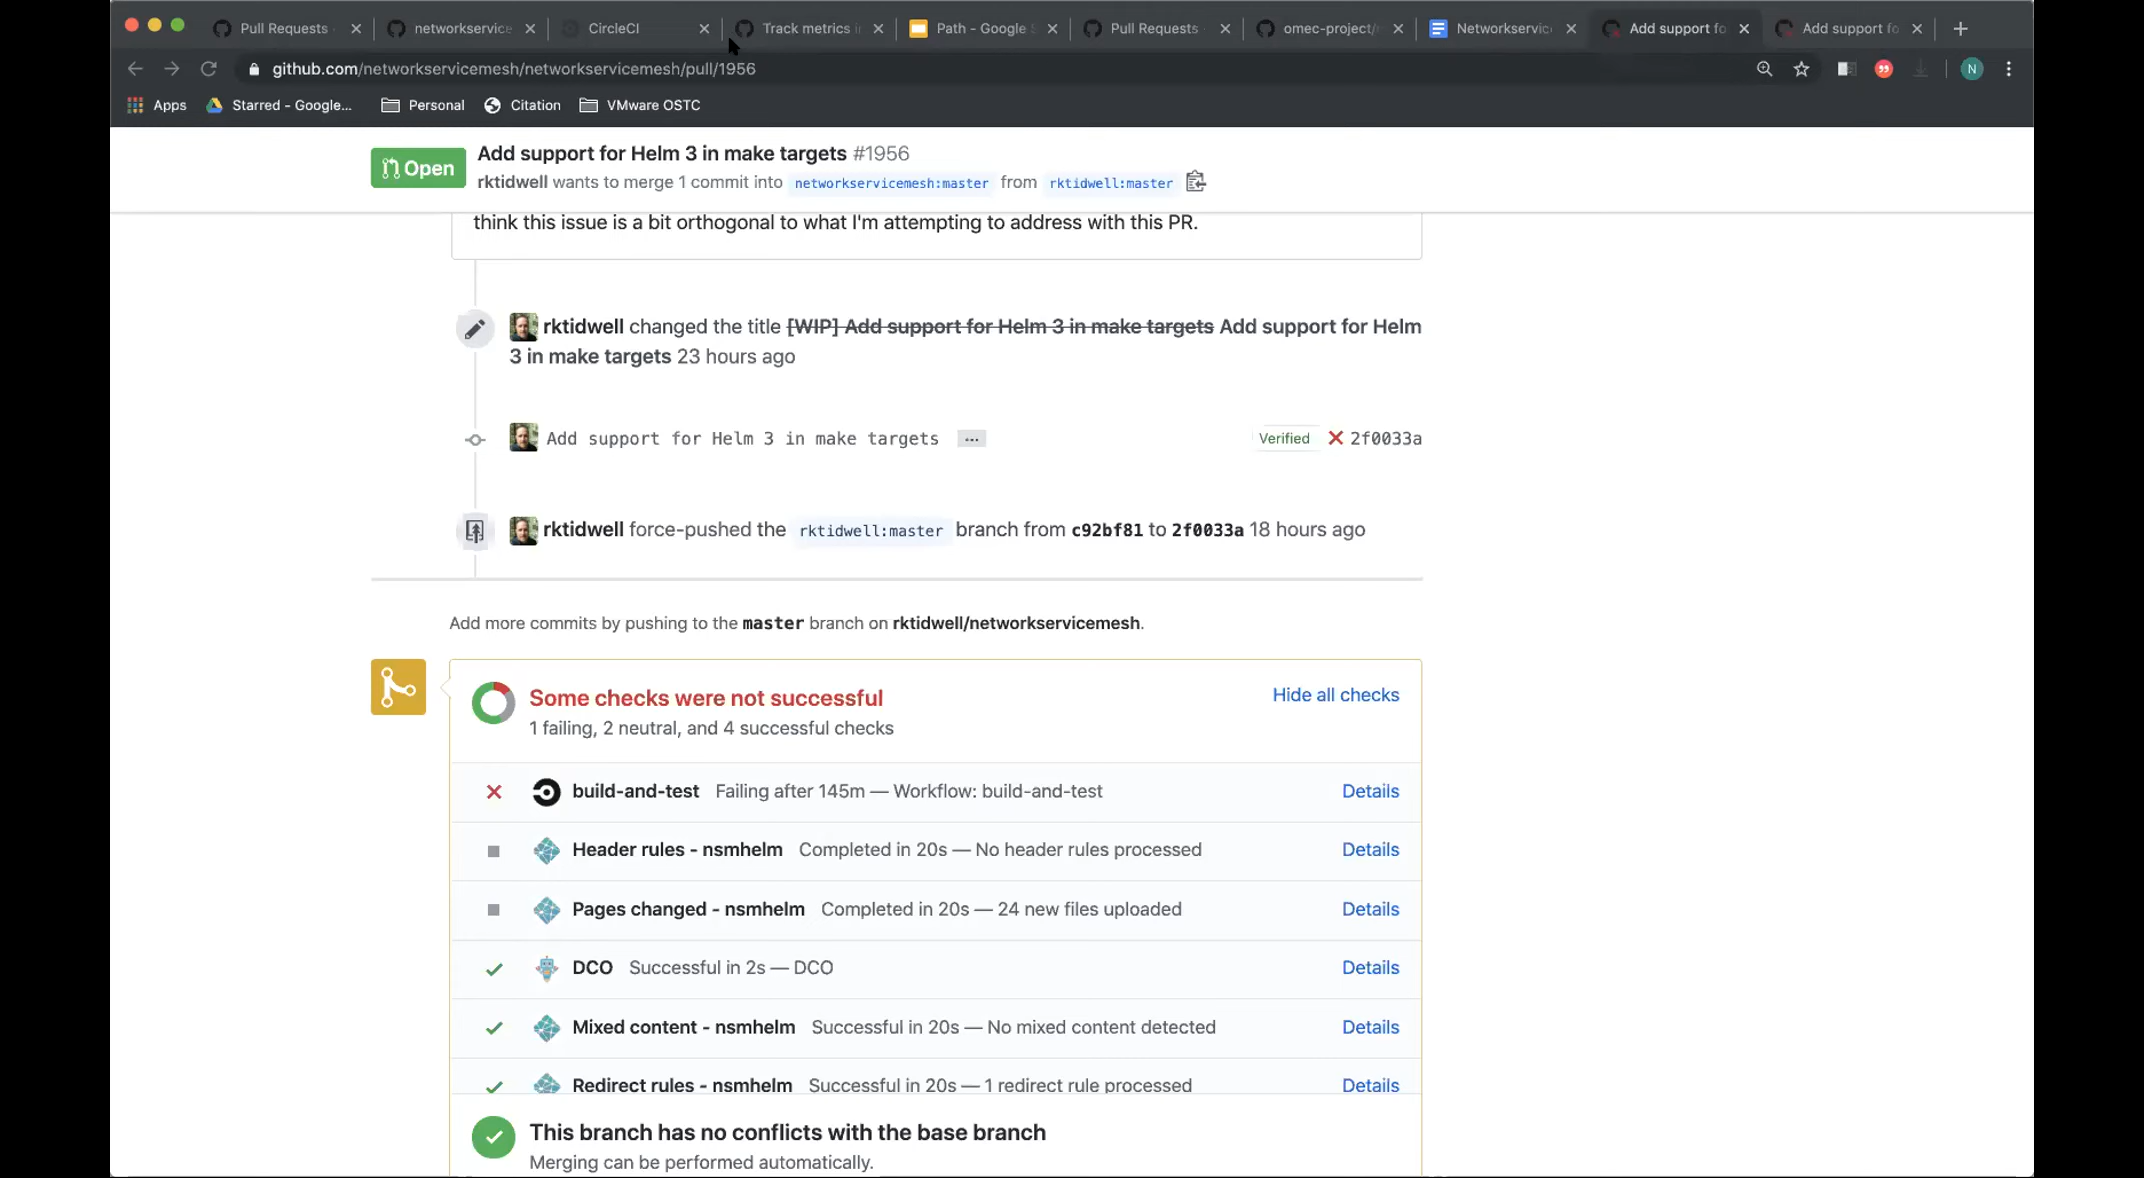 Pull Requests
networkservice
CircleCI
Track metrics i
Path - Google S
Pull Requests
omec-project/
Networkservic
Add support fo
Add support fo
github.com/networkservicemesh/networkservicemesh/pull/1956
N
Apps
Starred - Google...
Personal
Citation
VMware OSTC
Open
Add support for Helm 3 in make targets #1956
rktidwell wants to merge 1 commit into networkservicemesh:master from rktidwell:master
think this issue is a bit orthogonal to what I'm attempting to address with this PR.
rktidwell changed the title [WIP] Add support for Helm 3 in make targets Add support for Helm
3 in make targets 23 hours ago
Add support for Helm 3 in make targets ...
Verified 2f0033a
rktidwell force-pushed the rktidwell:master branch from c92bf81 to 2f0033a 18 hours ago
Add more commits by pushing to the master branch on rktidwell/networkservicemesh.
Some checks were not successful
Hide all checks
1 failing, 2 neutral, and 4 successful checks
build-and-test Failing after 145m — Workflow: build-and-test Details
Header rules - nsmhelm Completed in 20s — No header rules processed Details
Pages changed - nsmhelm Completed in 20s — 24 new files uploaded Details
DCO Successful in 2s — DCO Details
Mixed content - nsmhelm Successful in 20s — No mixed content detected Details
Redirect rules - nsmhelm Successful in 20s — 1 redirect rule processed Details
This branch has no conflicts with the base branch
Merging can be performed automatically.